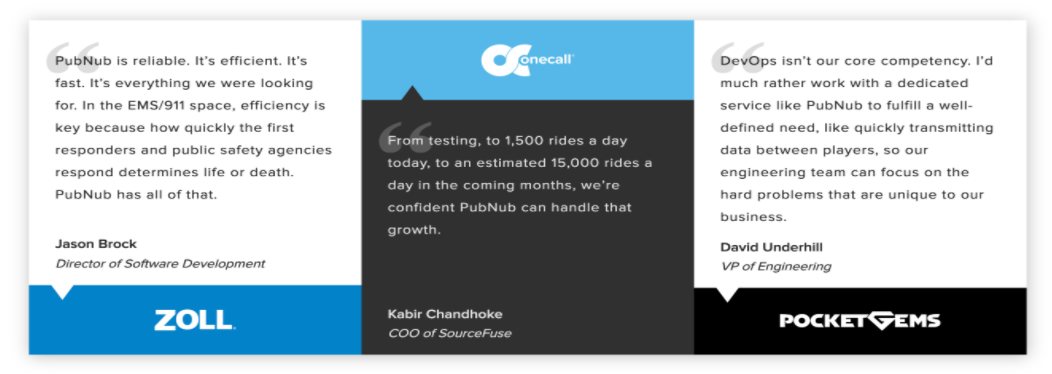 PubNub is reliable. It's efficient. It's
fast. It's everything we were looking
for. In the EMS/911 space, efficiency is
key because how quickly the first
responders and public safety agencies
respond determines life or death.
PubNub has all of that.
Jason Brock
Director of Software Development
ZOLL.
onecall
From testing, to 1,500 rides a day
today, to an estimated 15,000 rides a
day in the coming months, we're
confident PubNub can handle that
growth.
Kabir Chandhoke
COO of SourceFuse
DevOps isn't our core competency. I'd
much rather work with a dedicated
service like PubNub to fulfill a well-
defined need, like quickly transmitting
data between players, so our
engineering team can focus on the
hard problems that are unique to our
business.
David Underhill
VP of Engineering
POCKET GEMS